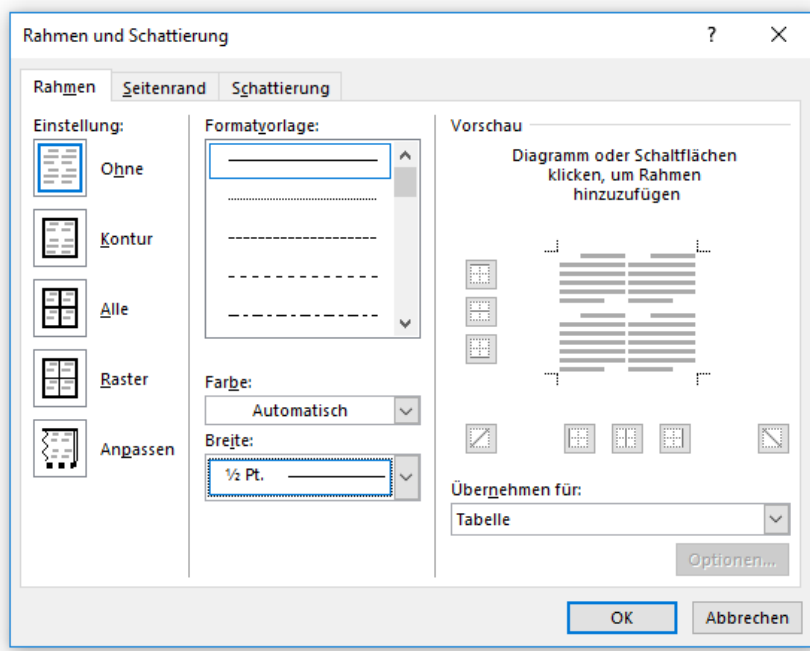 Rahmen und Schattierung
?
Rahmen
Seitenrand
Schattierung
Einstellung:
Ohne
Kontur
Alle
Raster
Anpassen
Formatvorlage:
Farbe:
Automatisch
Breite:
½ Pt.
Vorschau
Diagramm oder Schaltflächen
klicken, um Rahmen
hinzuzufügen
Übernehmen für:
Tabelle
Optionen...
OK
Abbrechen